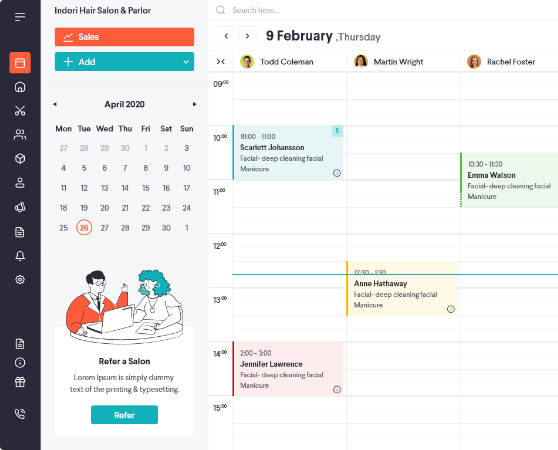 Indori Hair Salon & Parlor
Sales
Add
April 2020
Mon Tue Wed Thu Fri Sat Sun
27 28 29 30 1 2 3
4 5 6 7 8 9 10
11 12 13 14 15 16 17
18 19 20 21 22 23 24
25 26 27 28 29 30 1
Refer a Salon
Lorem Ipsum is simply dummy
text of the printing & typesetting.
Refer
Search here...
9 February ,Thursday
Todd Coleman
Martin Wright
Rachel Foster
09:00
10:00
11:00
12:00
13:00
14:00
15:00
10:00 - 11:00
E
Scarlett Johansson
Facial- deep cleaning facial
Manicure
10:30 - 11:30
Emma Watson
Facial- deep cleaning facial
Manicure
12:30 - 1:30
Anne Hathaway
Facial- deep cleaning facial
Manicure
2:00 - 3:00
Jennifer Lawrence
Facial- deep cleaning facial
Manicure